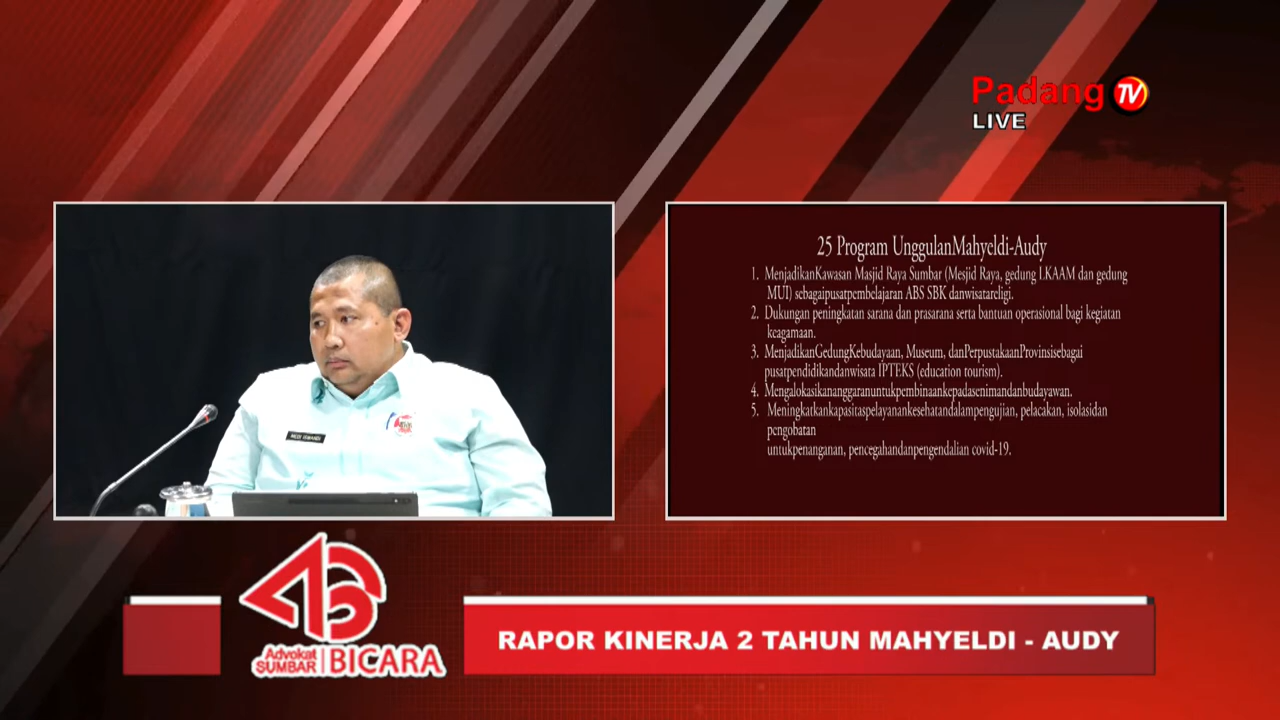 Padang TV
LIVE
25 Program UnggulanMahyeldi-Audy
1. MenjadikanKawasan Masjid Raya Sumbar (Mesjid Raya, gedung LKAAM dan gedung
MUI) sebagaipusatpembelajaran ABS SBK danwisatareligi.
2. Dukungan peningkatan sarana dan prasarana serta bantuan operasional bagi kegiatan
keagamaan.
3. MenjadikanGedungKebudayaan, Museum, danPerpustakaanProvinsisebagai
pusatpendidikandanwisata IPTEKS (education tourism).
4. Mengalokasikananggaranuntukpembinaankepadasenimandanbudayawan.
5. Meningkatkankapasitaspelayanankesehatandalampengujian, pelacakan, isolasidan
pengobatan
untukpenanganan, pencegahandanpengendalian covid-19.
MEDI ISWANDI
Advokat
SUMBAR | BICARA
RAPOR KINERJA 2 TAHUN MAHYELDI - AUDY